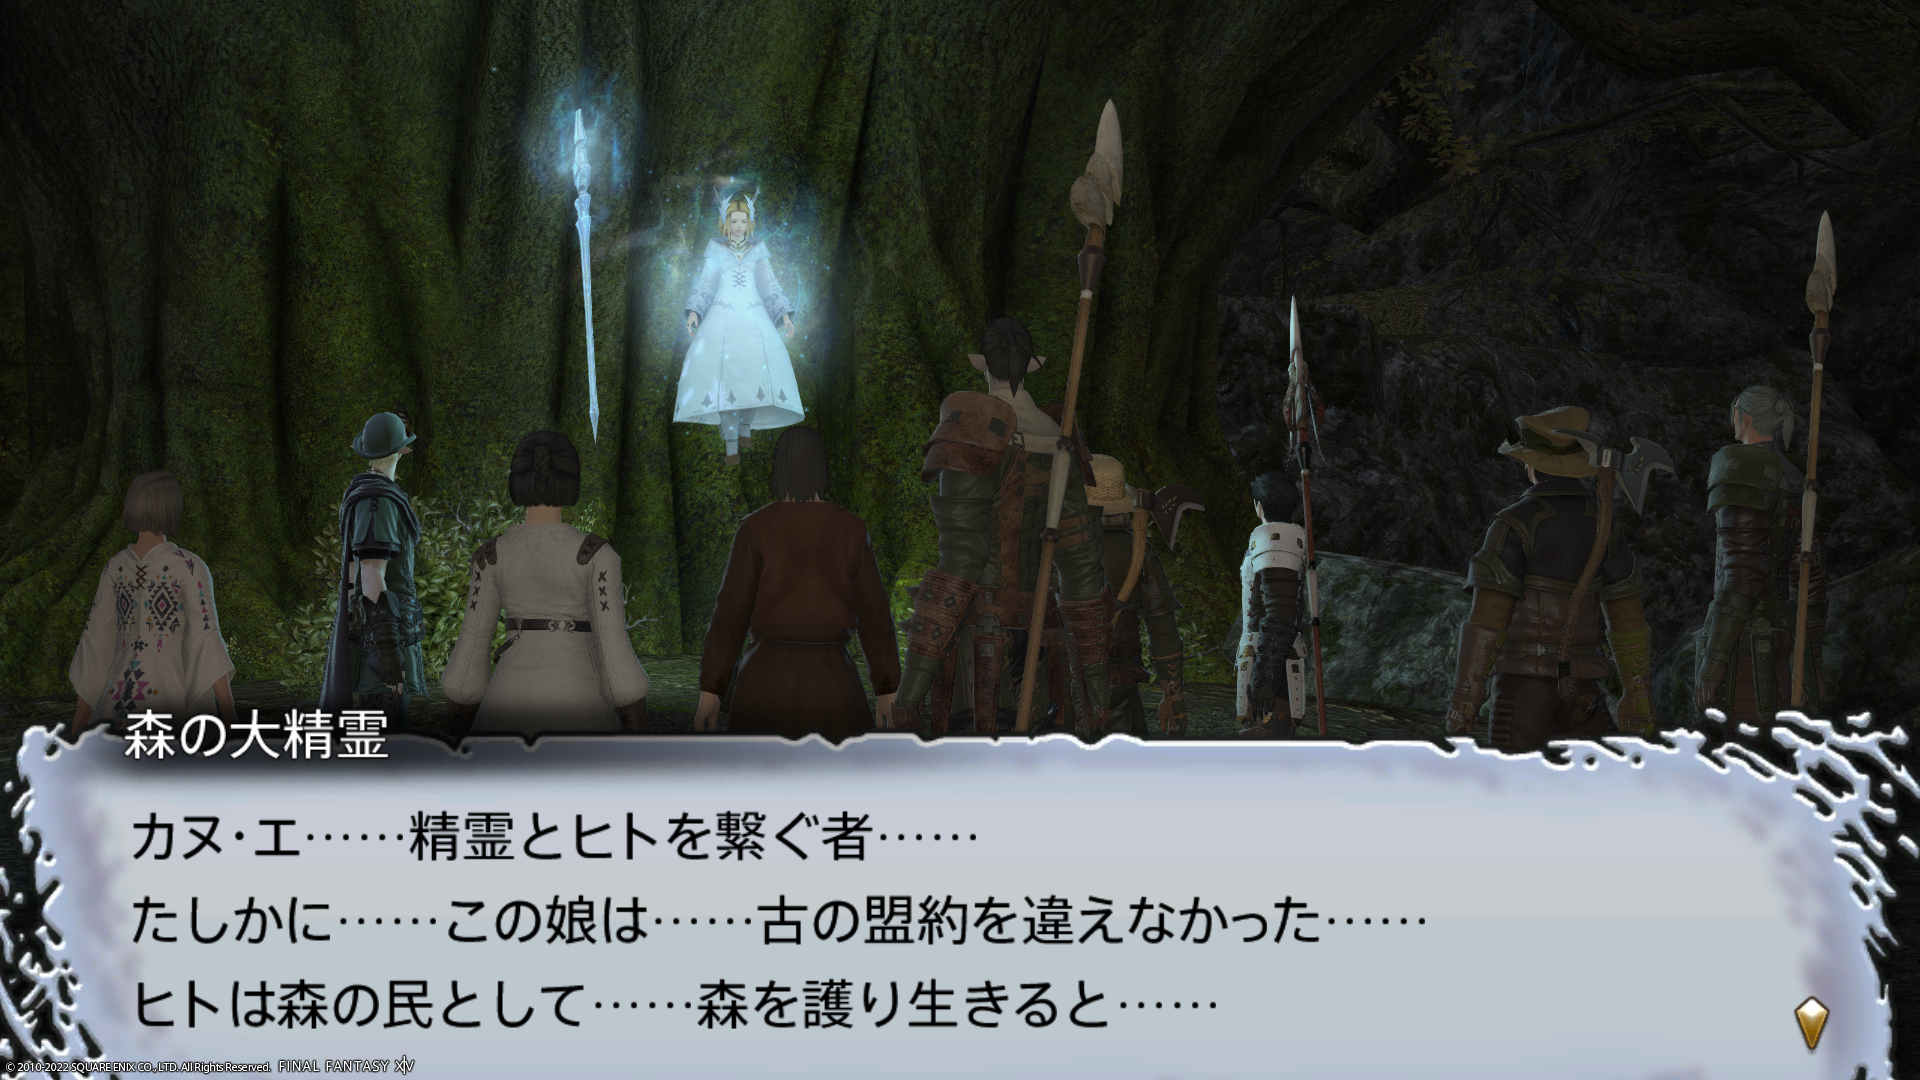 森の大精霊
カヌ・エ……精霊とヒトを繋ぐ者……
たしかに……この娘は……古の盟約を違えなかった……
ヒトは森の民として……森を護り生きると……
© 2010-2022 SQUARE ENIX CO., LTD. All Rights Reserved. FINAL FANTASY XIV